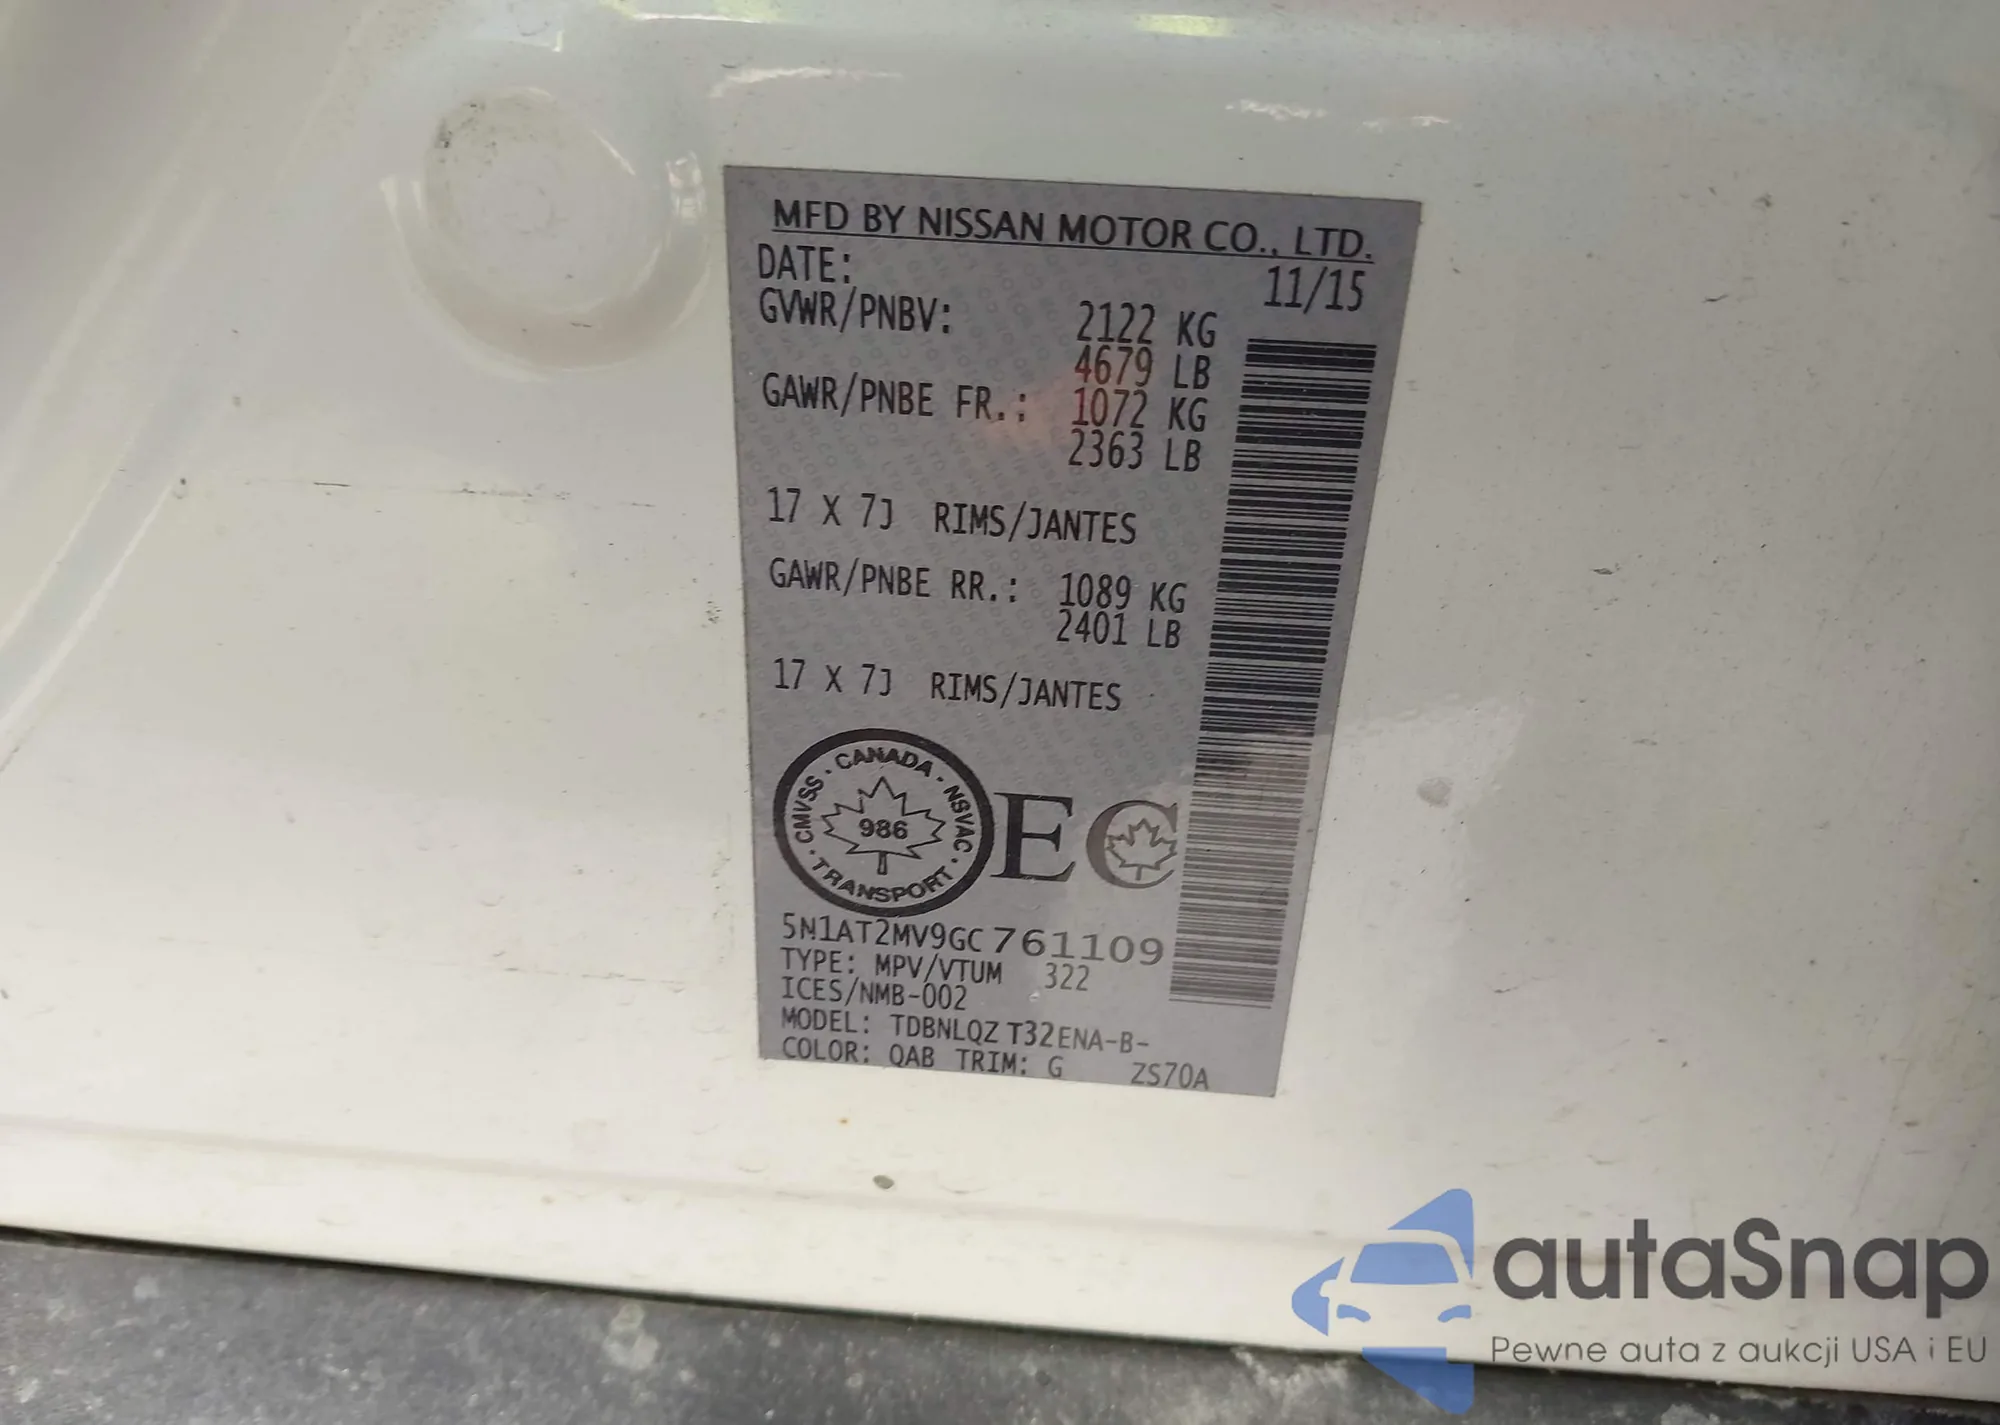 MFD BY NISSAN MOTOR CO., LTD.
DATE: 11/15
GVWR/PNBV: 2122 KG
4679 LB
GAWR/PNBE FR.: 1072 KG
2363 LB
17 X 7J RIMS/JANTES
GAWR/PNBE RR.: 1089 KG
2401 LB
17 X 7J RIMS/JANTES
CANADA · NSVAC · TRANSPORT · CMVSS ·
986
EC
5N1AT2MV9GC761109
TYPE: MPV/VTUM 322
ICES/NMB-002
MODEL: TDBNLQZ T32ENA-B-
COLOR: QAB TRIM: G ZS70A
autaSnap
Pewne auta z aukcji USA i EU